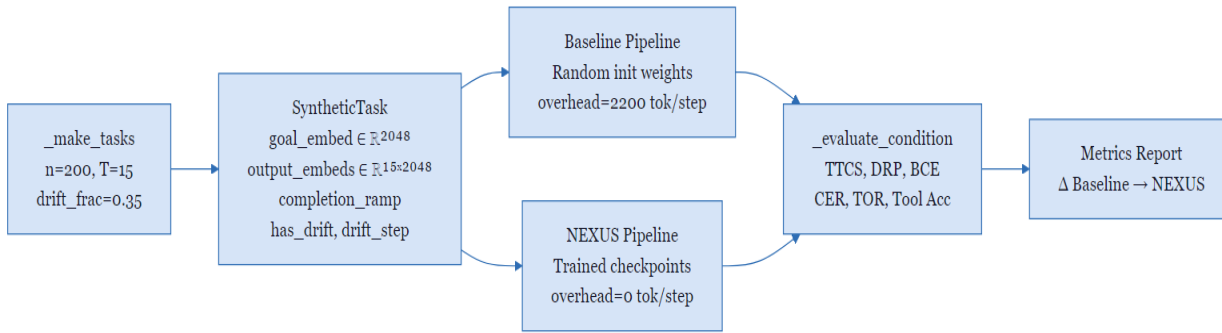 _make_tasks
n=200, T=15
drift_frac=0.35
SyntheticTask
goal_embed ∈ ℝ²⁰⁴⁸
output_embeds ∈ ℝ¹⁵ˣ²⁰⁴⁸
completion_ramp
has_drift, drift_step
Baseline Pipeline
Random init weights
overhead=2200 tok/step
NEXUS Pipeline
Trained checkpoints
overhead=0 tok/step
_evaluate_condition
TTCS, DRP, BCE
CER, TOR, Tool Acc
Metrics Report
Δ Baseline → NEXUS